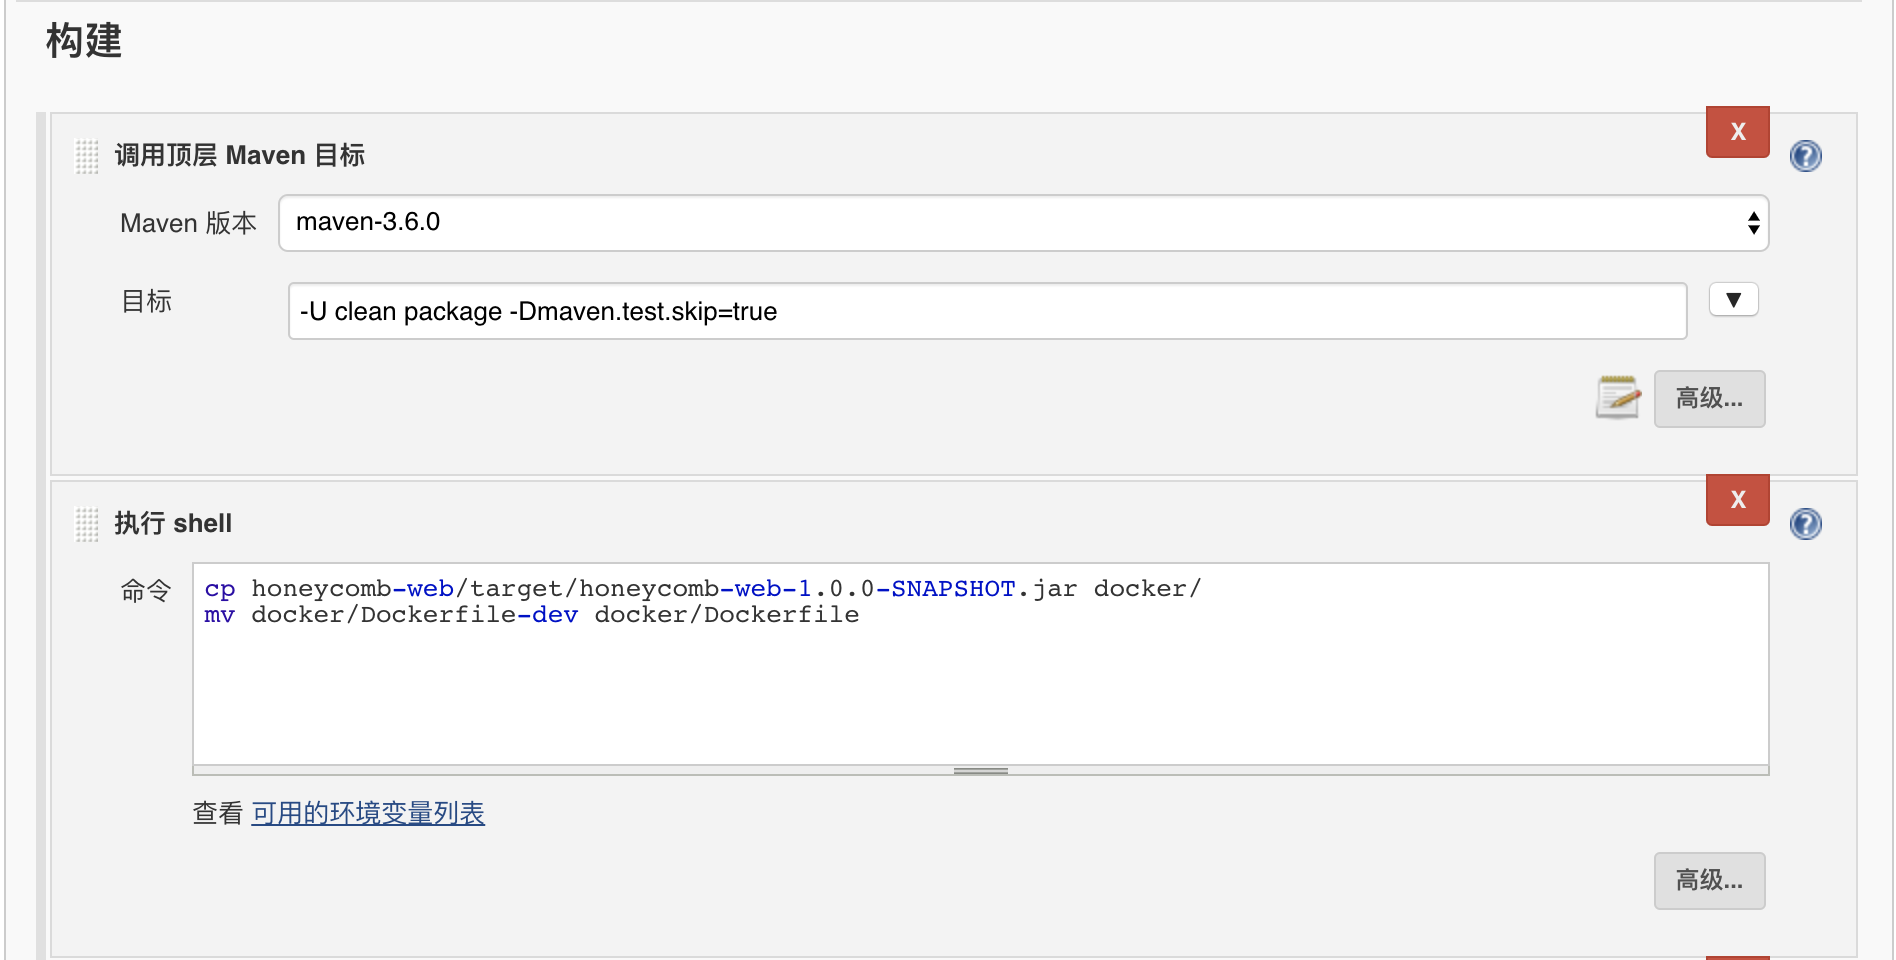 构建
调用顶层 Maven 目标
X
?
Maven 版本
maven-3.6.0
目标
-U clean package -Dmaven.test.skip=true
▼
高级...
执行 shell
X
?
命令
cp honeycomb-web/target/honeycomb-web-1.0.0-SNAPSHOT.jar docker/
mv docker/Dockerfile-dev docker/Dockerfile
查看 可用的环境变量列表
高级...